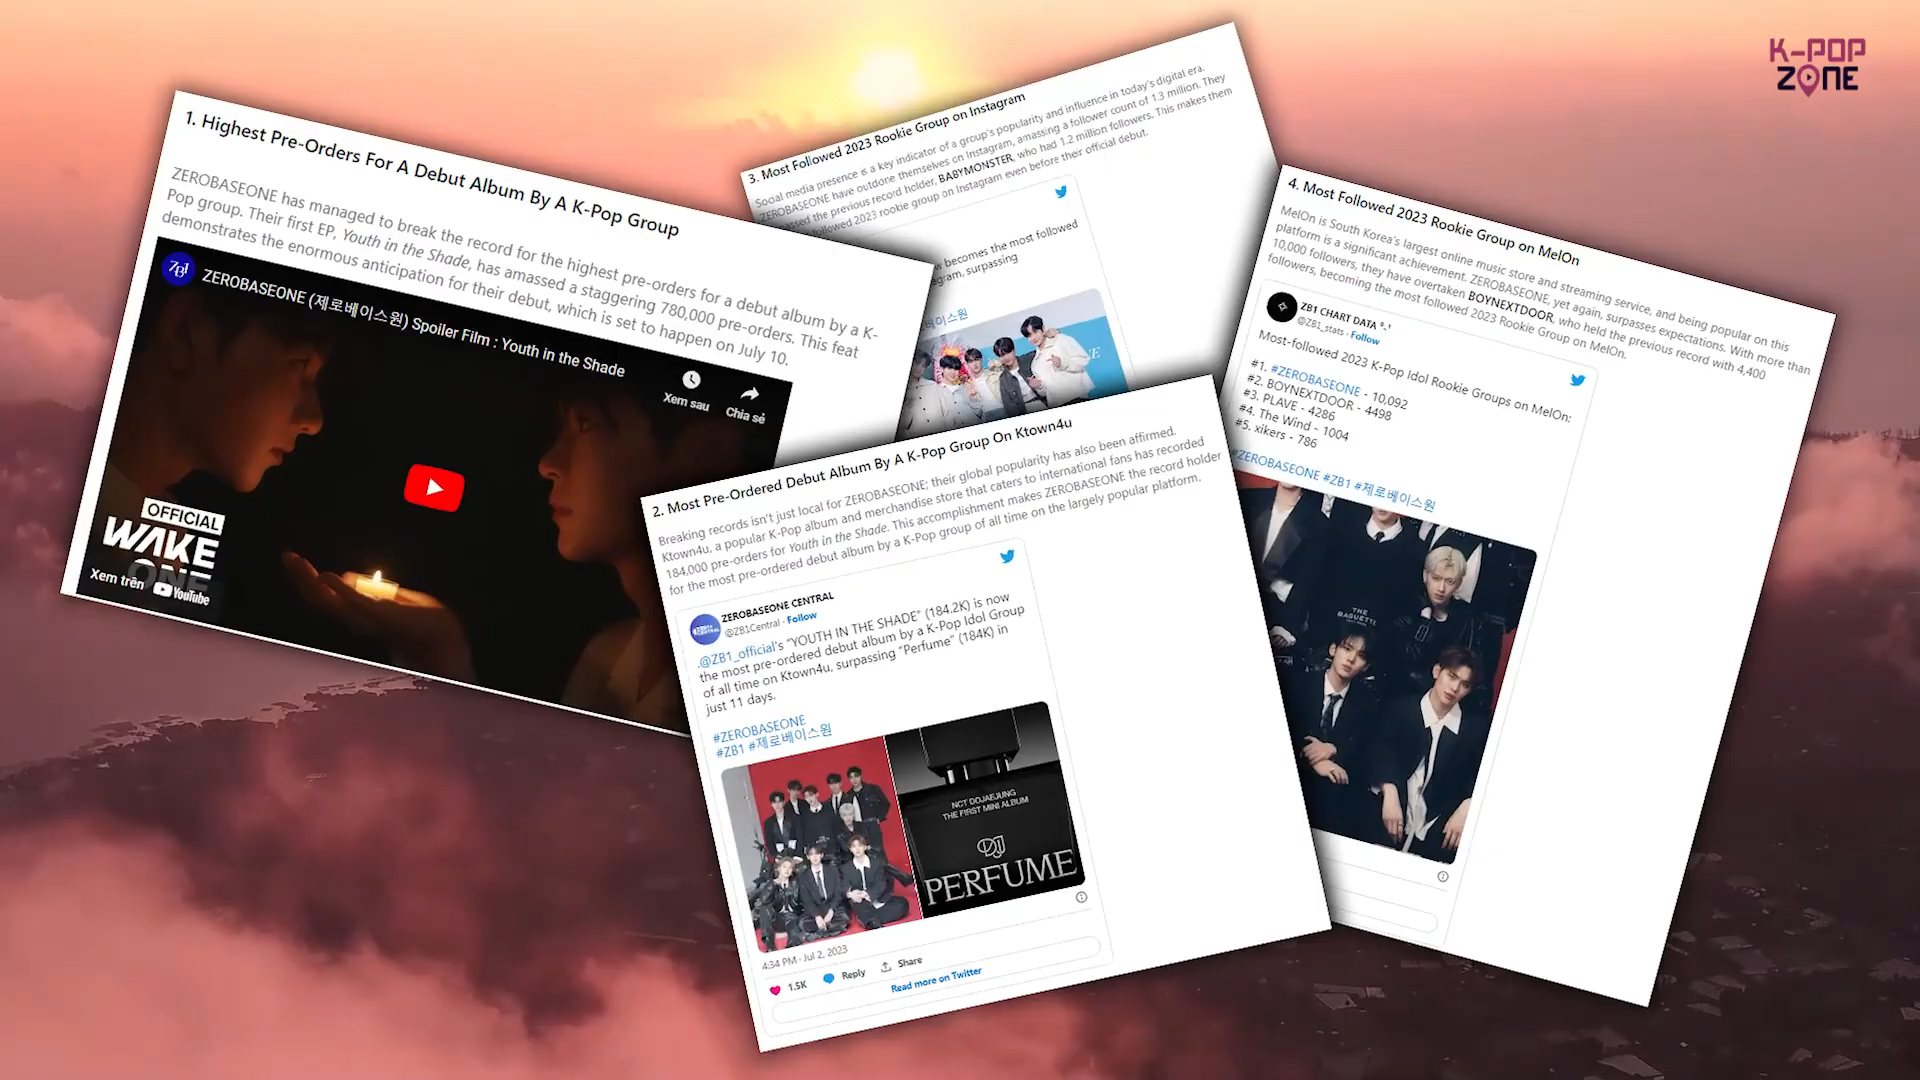 K-POP
ZONE
1. Highest Pre-Orders For A Debut Album By A K-Pop Group
ZEROBASEONE has managed to break the record for the highest pre-orders for a debut album by a K-
Pop group. Their first EP, Youth in the Shade, has amassed a staggering 780,000 pre-orders. This feat
demonstrates the enormous anticipation for their debut, which is set to happen on July 10.
ZEROBASEONE (제로베이스원) Spoiler Film : Youth in the Shade
Xem sau
Chia sẻ
OFFICIAL
WAKE
ONE
Xem trên YouTube
3. Most Followed 2023 Rookie Group on Instagram
Social media presence is a key indicator of a group's popularity and influence in today's digital era.
ZEROBASEONE have outdone themselves on Instagram, amassing a follower count of 1.3 million. They
passed the previous record holder, BABYMONSTER, who had 1.2 million followers. This makes them
followed 2023 rookie group on Instagram even before their official debut.
becomes the most followed
surpassing
4. Most Followed 2023 Rookie Group on MelOn
MelOn is South Korea's largest online music store and streaming service, and being popular on this
platform is a significant achievement. ZEROBASEONE, yet again, surpasses expectations. With more than
10,000 followers, they have overtaken BOYNEXTDOOR, who held the previous record with 4,400
followers, becoming the most followed 2023 Rookie Group on MelOn.
ZB1 CHART DATA
@ZB1_stats · Follow
Most-followed 2023 K-Pop Idol Rookie Groups on MelOn:
#1. #ZEROBASEONE - 10,092
#2. BOYNEXTDOOR - 4498
#3. PLAVE - 4286
#4. The Wind - 1004
#5. xikers - 786
#ZEROBASEONE #ZB1 #제로베이스원
THE
BAGUETTE
2. Most Pre-Ordered Debut Album By A K-Pop Group On Ktown4u
Breaking records isn't just local for ZEROBASEONE; their global popularity has also been affirmed.
Ktown4u, a popular K-Pop album and merchandise store that caters to international fans has recorded
184,000 pre-orders for Youth in the Shade. This accomplishment makes ZEROBASEONE the record holder
for the most pre-ordered debut album by a K-Pop group of all time on the largely popular platform.
ZEROBASEONE CENTRAL
@ZB1Central · Follow
.@ZB1_official's "YOUTH IN THE SHADE" (184.2K) is now
the most pre-ordered debut album by a K-Pop Idol Group
of all time on Ktown4u, surpassing "Perfume" (184K) in
just 11 days.
#ZEROBASEONE
#ZB1 #제로베이스원
NCT DOJAEJUNG
THE FIRST MINI ALBUM
DJJ
PERFUME
4:34 PM · Jul 2, 2023
1.5K Reply Share
Read more on Twitter